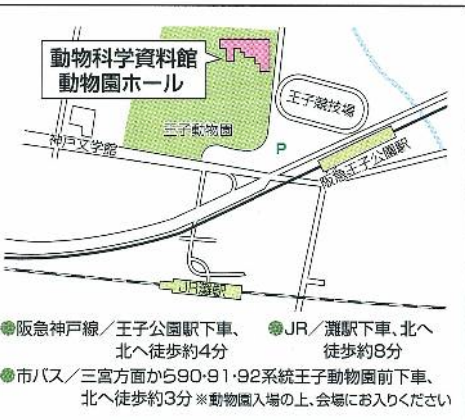 動物科学資料館
動物園ホール
王子競技場
王子動物園
神戸文学館
P
阪急王子公園駅
JR灘駅
●阪急神戸線／王子公園駅下車、
北へ徒歩約4分
●JR／灘駅下車、北へ
徒歩約8分
●市バス／三宮方面から90・91・92系統王子動物園前下車、
北へ徒歩約3分 ※動物園入場の上、会場にお入りください